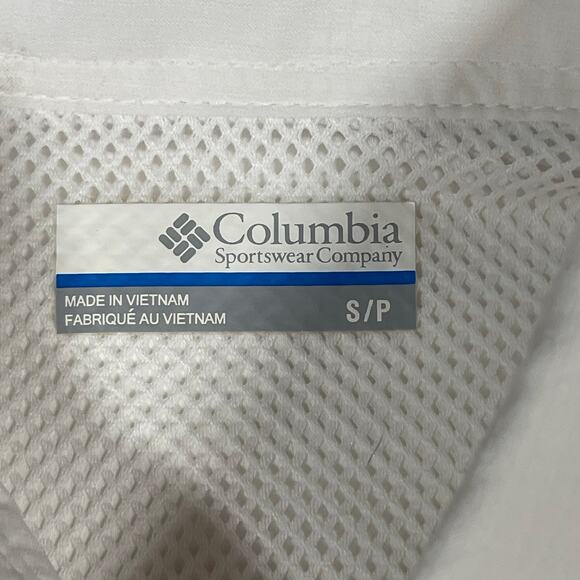 Columbia
Sportswear Company
MADE IN VIETNAM
FABRIQUÉ AU VIETNAM
S/P